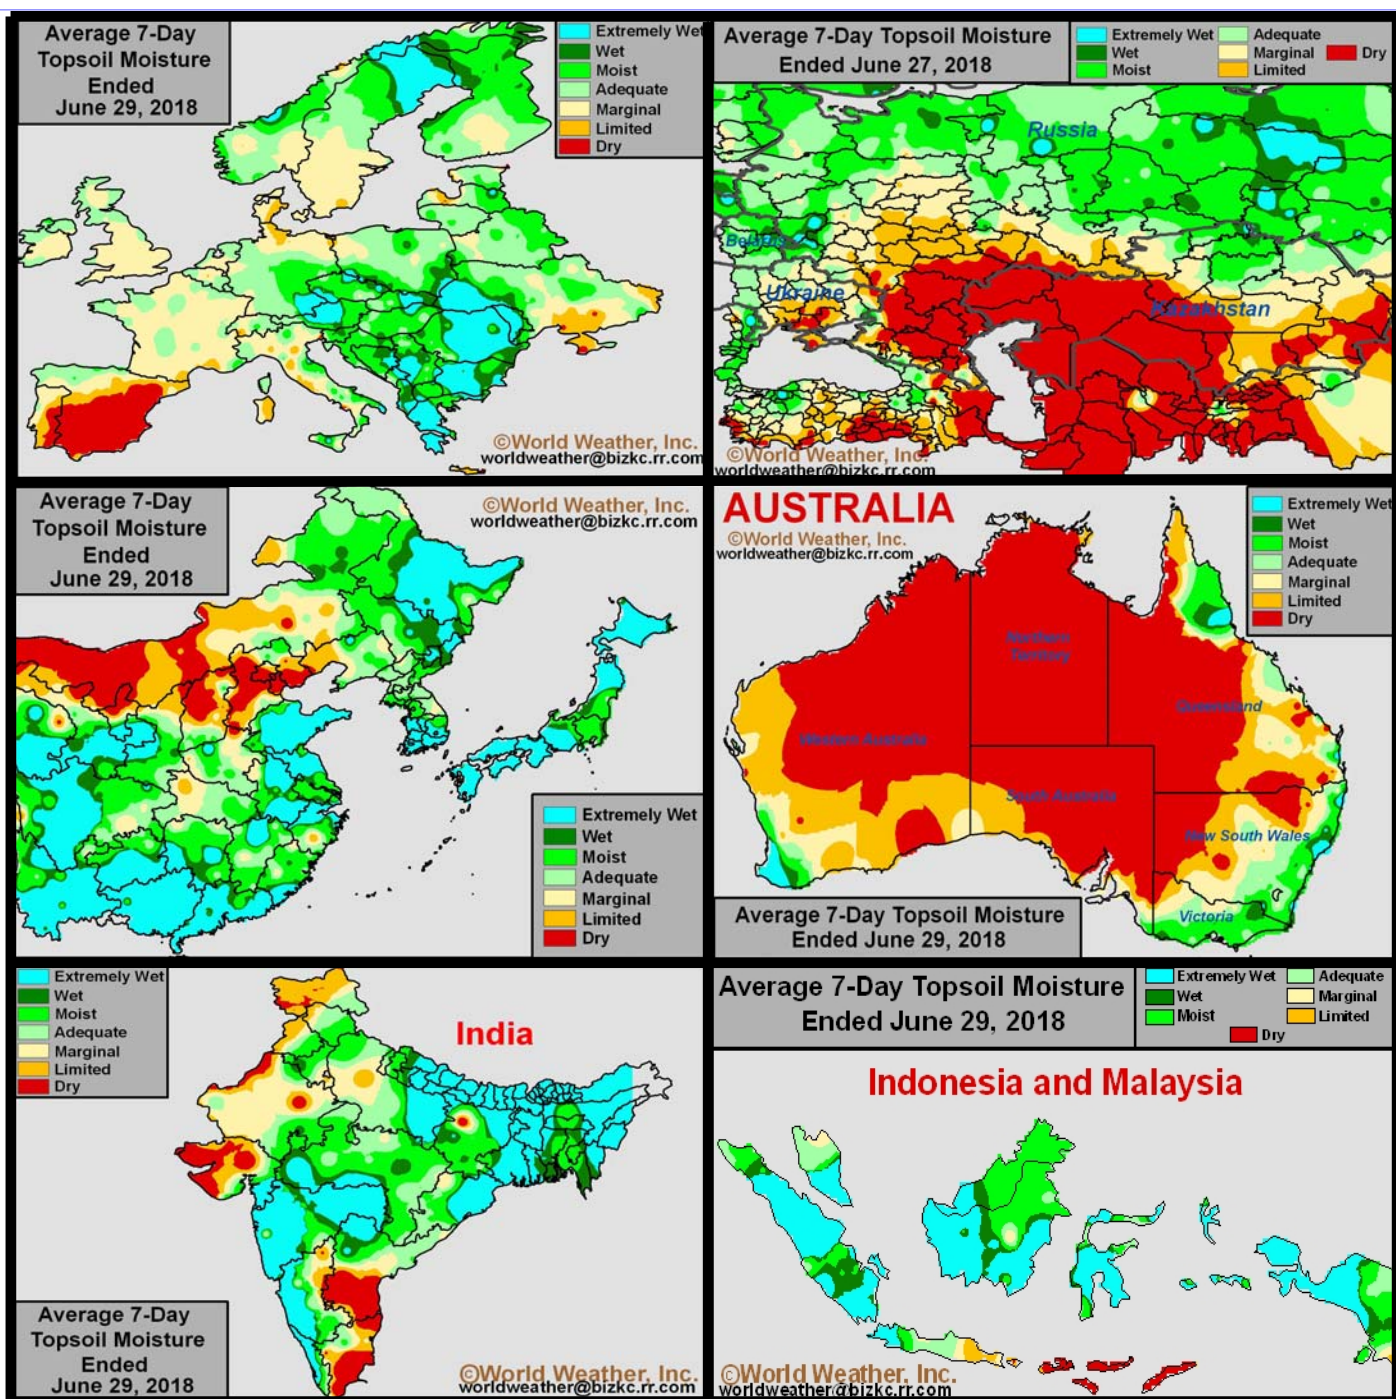 Average 7-Day
Topsoil Moisture
Ended
June 29, 2018
Extremely Wet
Wet
Moist
Adequate
Marginal
Limited
Dry
©World Weather, Inc.
worldweather@bizkc.rr.com
Average 7-Day Topsoil Moisture
Ended June 27, 2018
Extremely Wet
Wet
Moist
Adequate
Marginal
Limited
Dry
Russia
Belarus
Ukraine
Kazakhstan
©World Weather, Inc.
worldweather@bizkc.rr.com
Average 7-Day
Topsoil Moisture
Ended
June 29, 2018
©World Weather, Inc.
worldweather@bizkc.rr.com
Extremely Wet
Wet
Moist
Adequate
Marginal
Limited
Dry
AUSTRALIA
©World Weather, Inc.
worldweather@bizkc.rr.com
Extremely Wet
Wet
Moist
Adequate
Marginal
Limited
Dry
Northern
Territory
Queensland
Western Australia
South Australia
New South Wales
Victoria
Average 7-Day Topsoil Moisture
Ended June 29, 2018
Extremely Wet
Wet
Moist
Adequate
Marginal
Limited
Dry
India
Average 7-Day
Topsoil Moisture
Ended
June 29, 2018
©World Weather, Inc.
worldweather@bizkc.rr.com
Average 7-Day Topsoil Moisture
Ended June 29, 2018
Extremely Wet
Wet
Moist
Adequate
Marginal
Limited
Dry
Indonesia and Malaysia
©World Weather, Inc.
worldweather@bizkc.rr.com